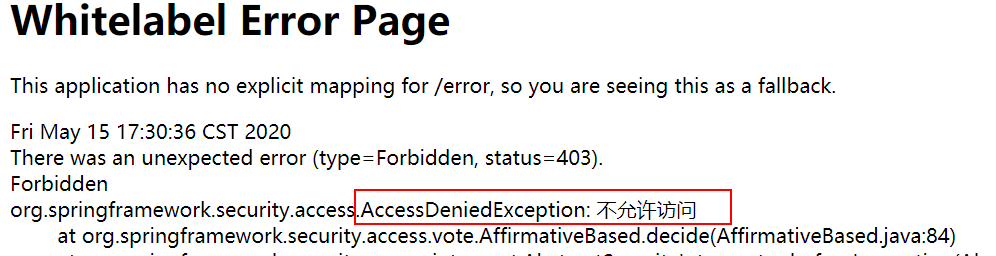 Whitelabel Error Page
This application has no explicit mapping for /error, so you are seeing this as a fallback.
Fri May 15 17:30:36 CST 2020
There was an unexpected error (type=Forbidden, status=403).
Forbidden
org.springframework.security.access.AccessDeniedException: 不允许访问
at org.springframework.security.access.vote.AffirmativeBased.decide(AffirmativeBased.java:84)